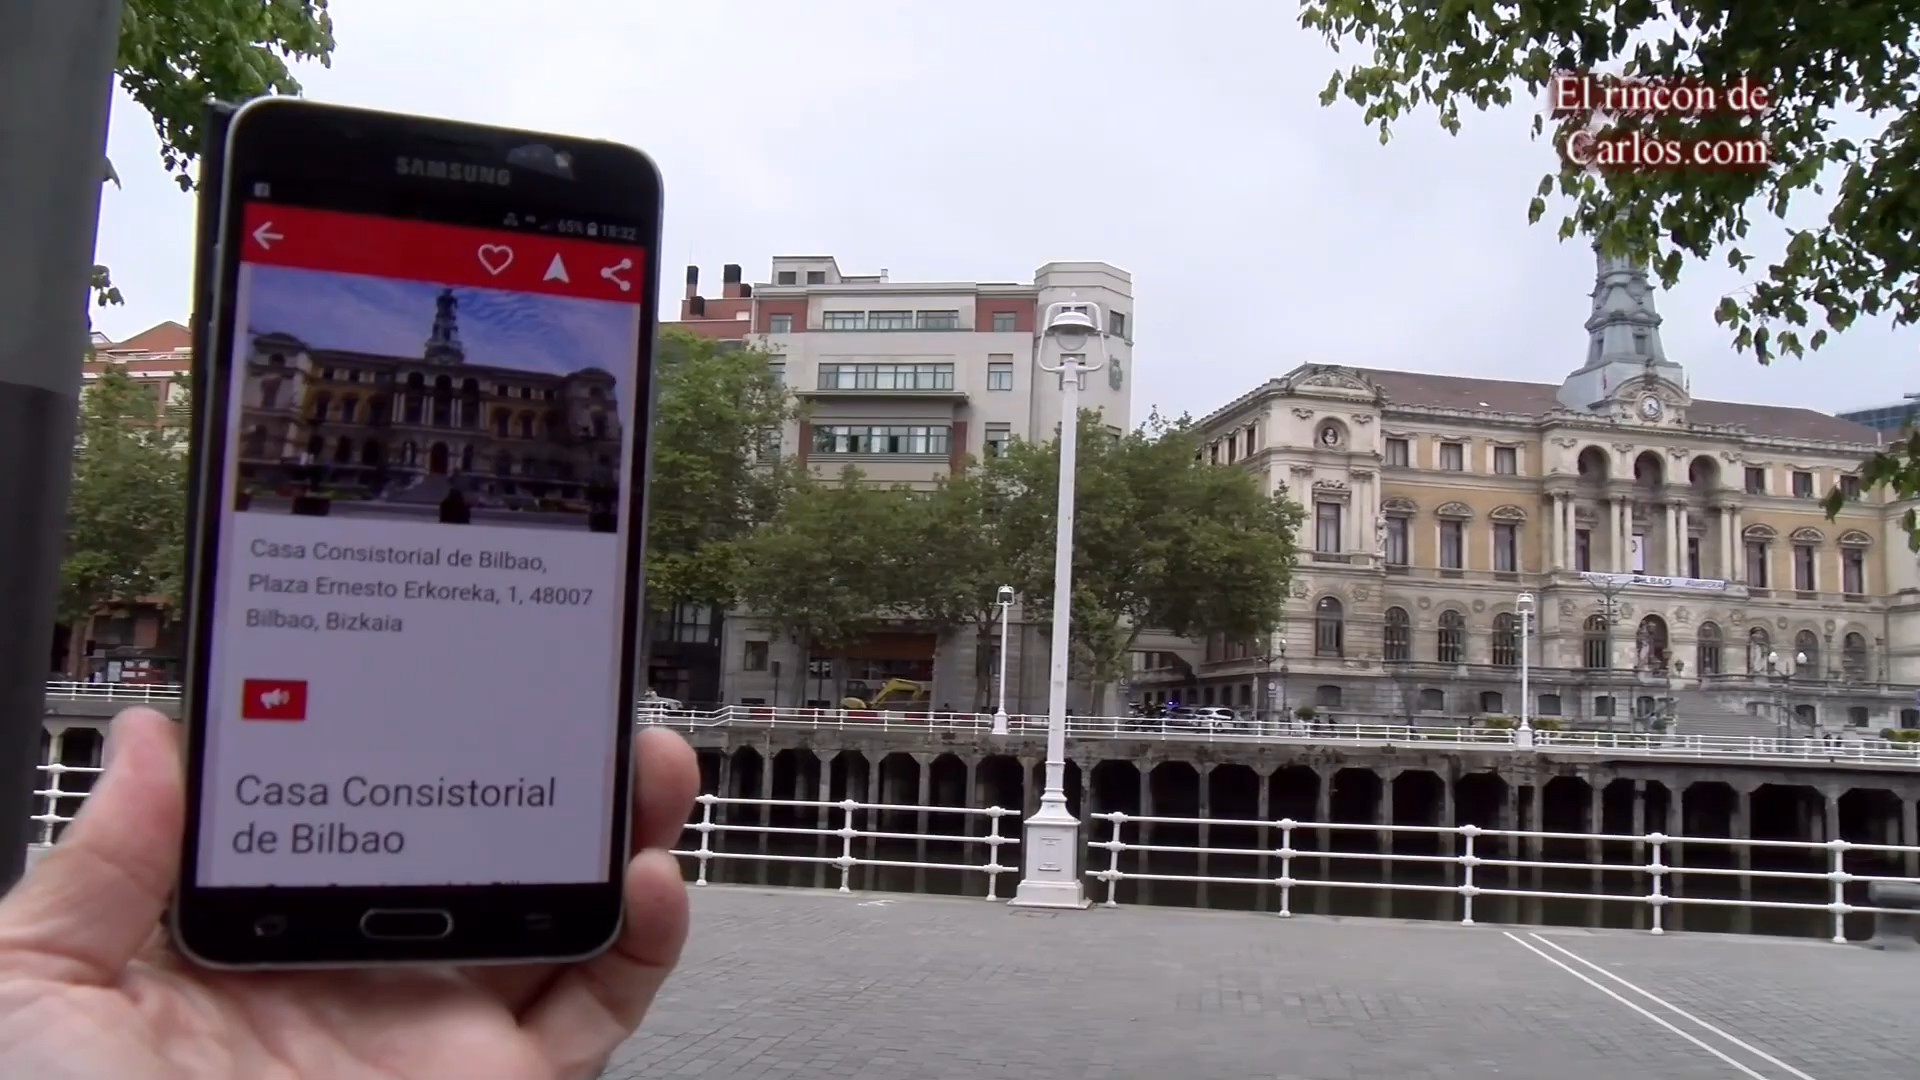 El rincón de
Carlos.com
SAMSUNG
65% 18:32
Casa Consistorial de Bilbao,
Plaza Ernesto Erkoreka, 1, 48007
Bilbao, Bizkaia
Casa Consistorial
de Bilbao
BILBAO